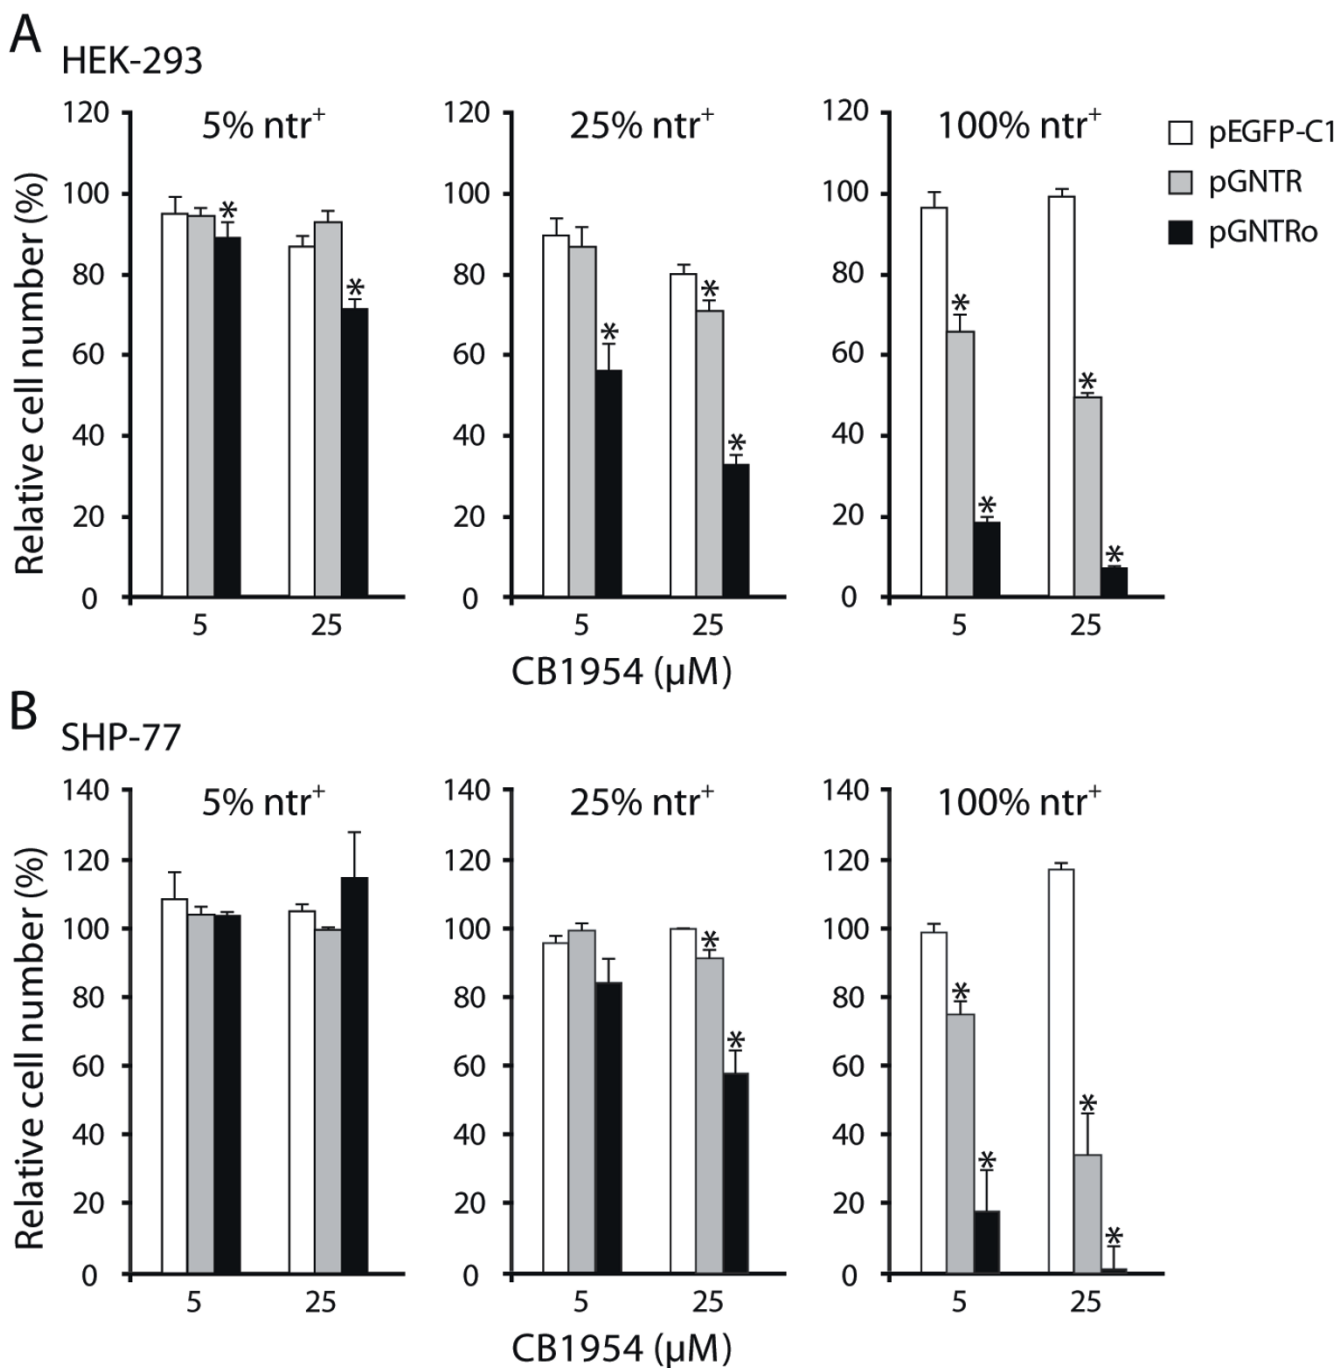 A
HEK-293
5% ntr⁺
25% ntr⁺
100% ntr⁺
pEGFP-C1
pGNTR
pGNTRo
Relative cell number (%)
120
100
80
60
40
20
0
120
100
80
60
40
20
0
120
100
80
60
40
20
0
* *
* * *
* * * *
5 25
5 25
5 25
CB1954 (μM)
B
SHP-77
5% ntr⁺
25% ntr⁺
100% ntr⁺
Relative cell number (%)
140
120
100
80
60
40
20
0
140
120
100
80
60
40
20
0
140
120
100
80
60
40
20
0
* *
* * * *
5 25
5 25
5 25
CB1954 (μM)